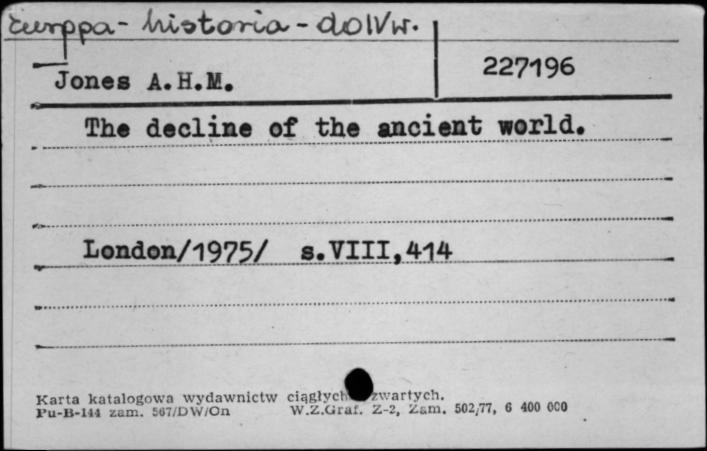 Europpa - historia - do IV w.
227196
Jones A.H.M.
The decline of the ancient world.
London/1975/ s.VIII,414
Karta katalogowa wydawnictw ciągłych zwartych.
Pu-B-144 zam. 567/DW/On W.Z.Graf. Z-2, Zam. 502/77, 6 400 000